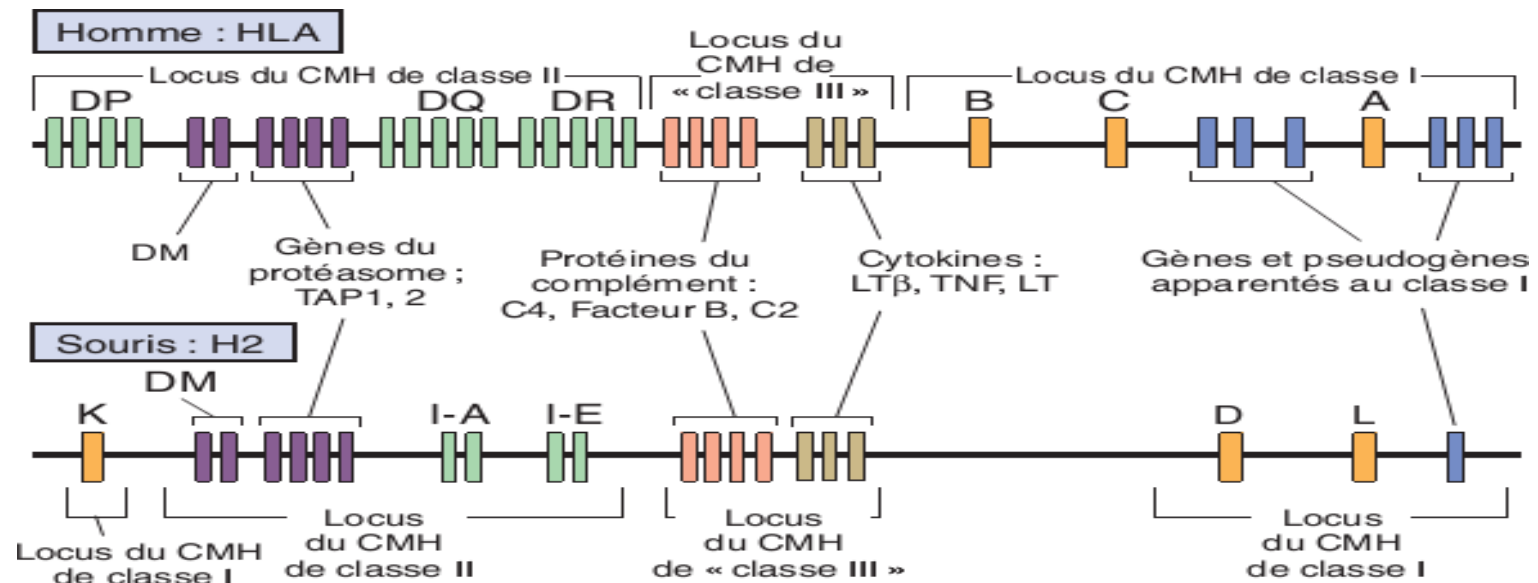 Homme : HLA
Locus du CMH de classe II
Locus du
CMH de
« classe III »
Locus du CMH de classe I
DP
DQ
DR
B
C
A
DM
Gènes du
protéasome ;
TAP1, 2
Protéines du
complément :
C4, Facteur B, C2
Cytokines :
LTβ, TNF, LT
Gènes et pseudogènes
apparentés au classe I
Souris : H2
DM
K
I-A
I-E
D
L
Locus du CMH
de classe I
Locus
du CMH
de classe II
Locus
du CMH
de « classe III »
Locus
du CMH
de classe I